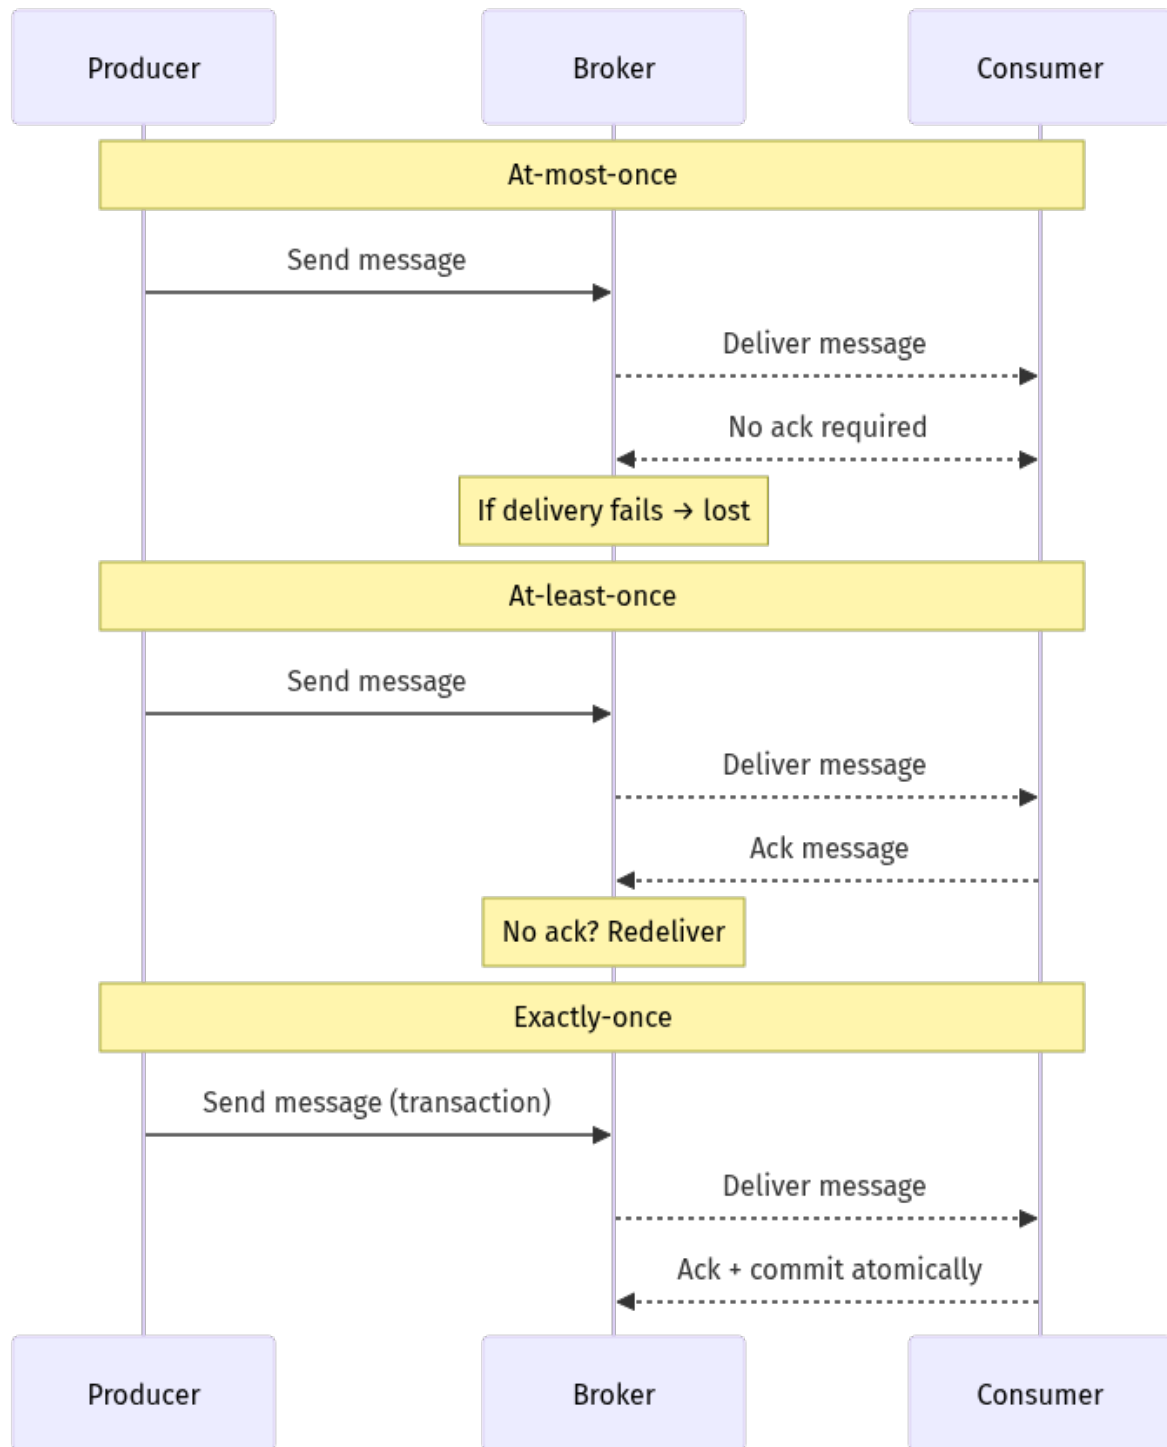 Producer
Broker
Consumer
At-most-once
Send message
Deliver message
No ack required
If delivery fails → lost
At-least-once
Send message
Deliver message
Ack message
No ack? Redeliver
Exactly-once
Send message (transaction)
Deliver message
Ack + commit atomically
Producer
Broker
Consumer